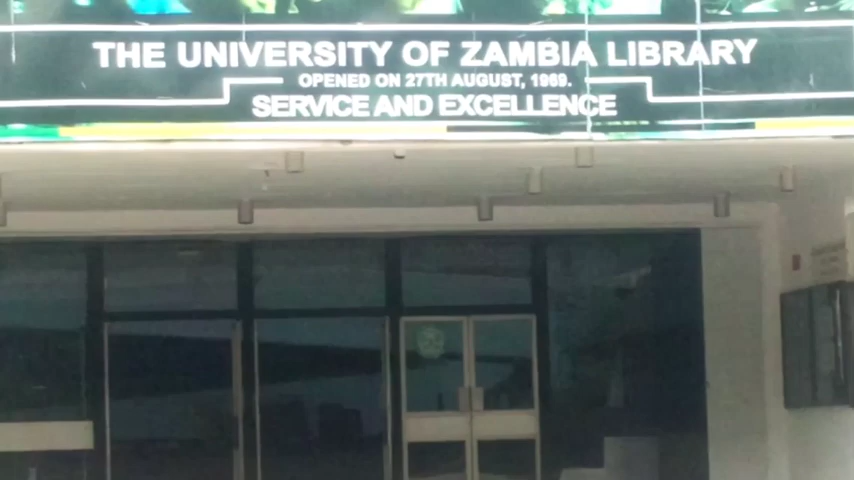 THE UNIVERSITY OF ZAMBIA LIBRARY
OPENED ON 27TH AUGUST, 1969.
SERVICE AND EXCELLENCE